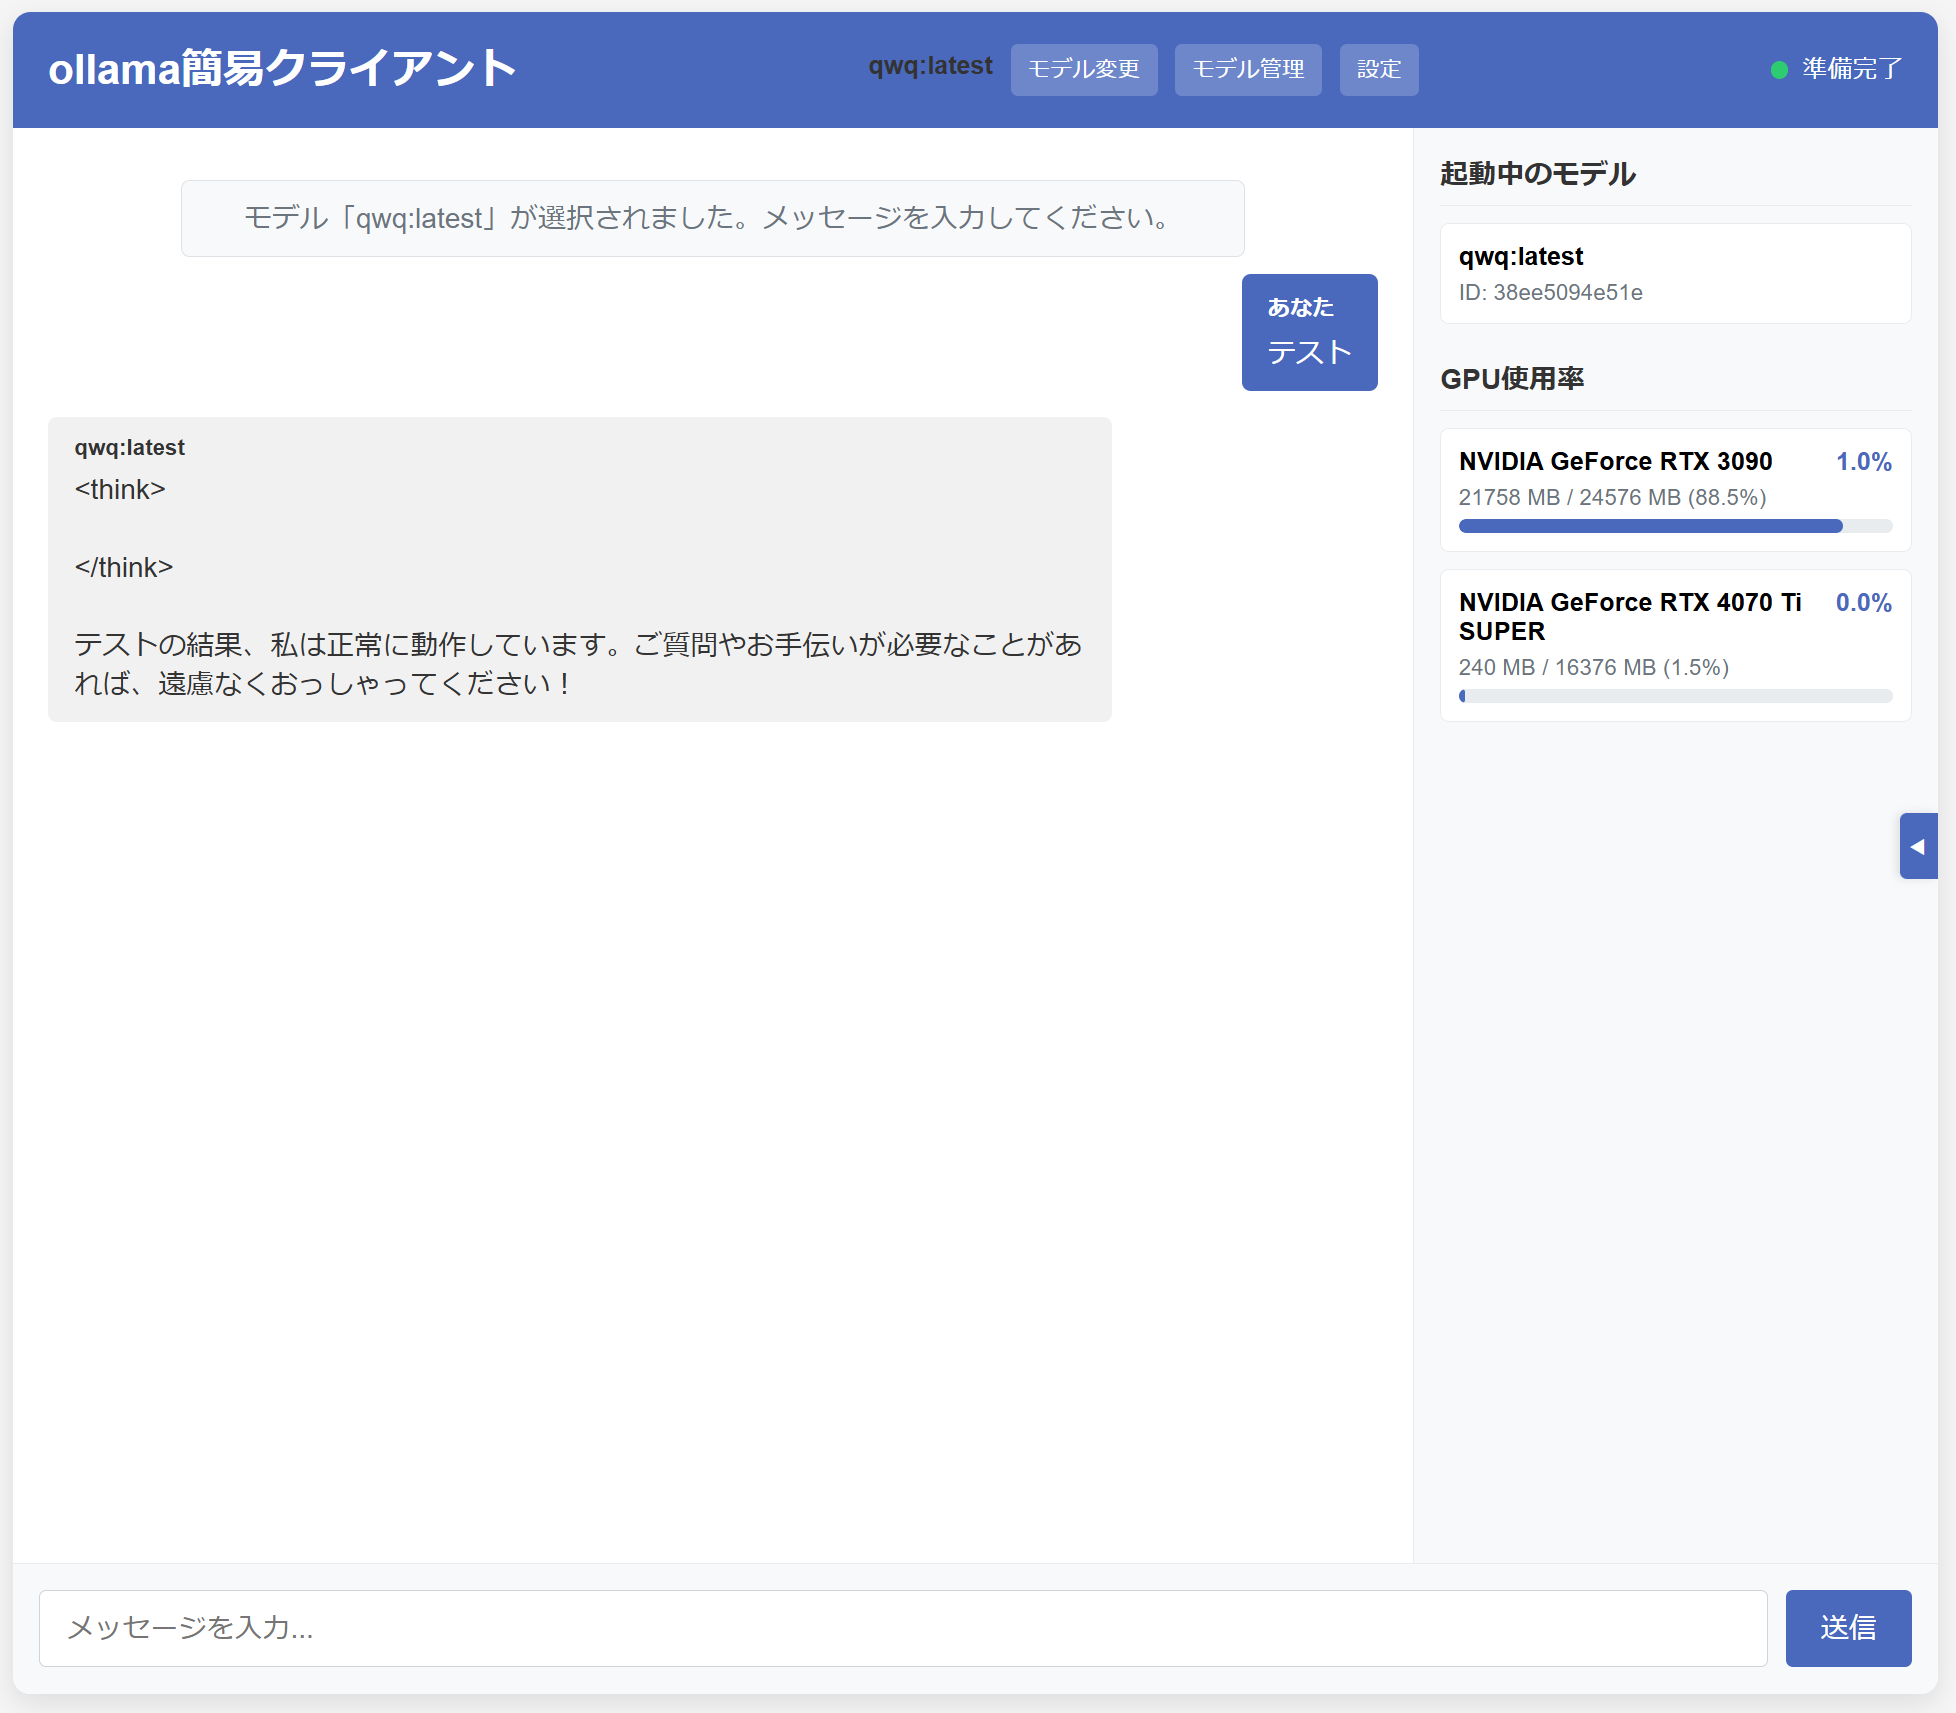 ollama簡易クライアント
qwq:latest
モデル変更
モデル管理
設定
準備完了
モデル「qwq:latest」が選択されました。メッセージを入力してください。
あなた
テスト
qwq:latest
<think>
</think>
テストの結果、私は正常に動作しています。ご質問やお手伝いが必要なことがあ
れば、遠慮なくおっしゃってください！
起動中のモデル
qwq:latest
ID: 38ee5094e51e
GPU使用率
NVIDIA GeForce RTX 3090
1.0%
21758 MB / 24576 MB (88.5%)
NVIDIA GeForce RTX 4070 Ti
SUPER
0.0%
240 MB / 16376 MB (1.5%)
メッセージを入力...
送信